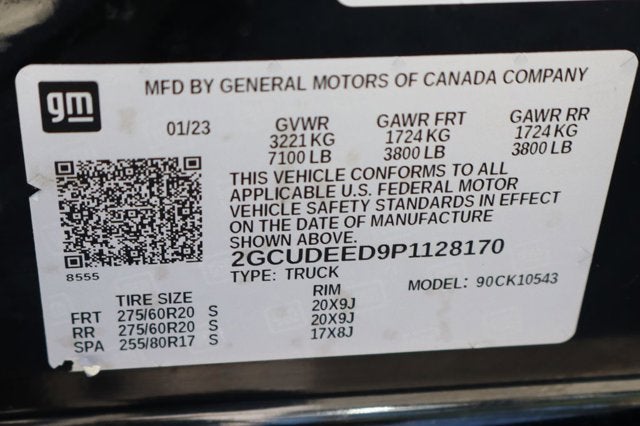 gm
MFD BY GENERAL MOTORS OF CANADA COMPANY
01/23 GVWR GAWR FRT GAWR RR
3221 KG 1724 KG 1724 KG
7100 LB 3800 LB 3800 LB
THIS VEHICLE CONFORMS TO ALL
APPLICABLE U.S. FEDERAL MOTOR
VEHICLE SAFETY STANDARDS IN EFFECT
ON THE DATE OF MANUFACTURE
SHOWN ABOVE.
2GCUDEED9P1128170
8555
TYPE: TRUCK MODEL: 90CK10543
TIRE SIZE RIM
FRT 275/60R20 S 20X9J
RR 275/60R20 S 20X9J
SPA 255/80R17 S 17X8J